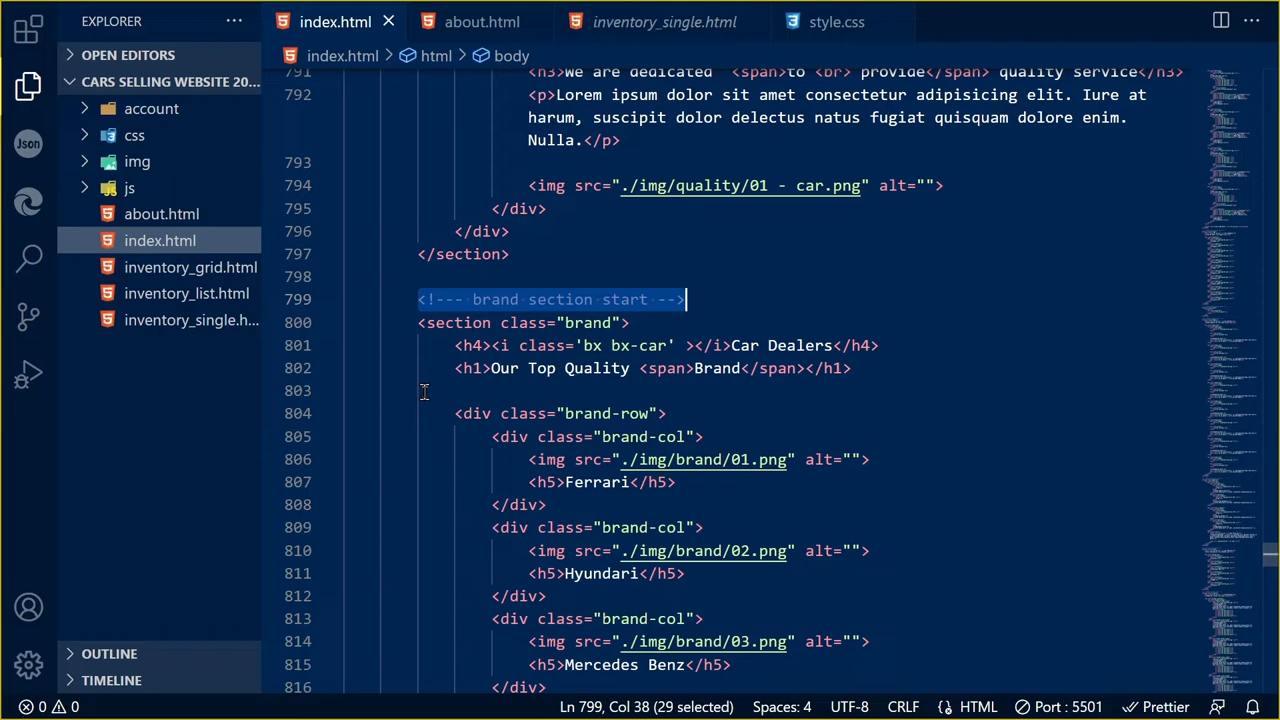 EXPLORER
index.html
about.html
inventory_single.html
style.css
OPEN EDITORS
index.html > html > body
CARS SELLING WEBSITE 20...
account
css
img
js
about.html
index.html
inventory_grid.html
inventory_list.html
inventory_single.h...
OUTLINE
TIMELINE
Json
791 <h3>We are dedicated <span>to <br> provide</span> quality service</h3>
792 <p>Lorem ipsum dolor sit amet consectetur adipisicing elit. Iure at
harum, suscipit dolor delectus natus fugiat quisquam dolore enim.
Nulla.</p>
793
794 <img src="./img/quality/01 - car.png" alt="">
795 </div>
796 </div>
797 </section>
798
799 <!--- brand section start -->
800 <section class="brand">
801 <h4><i class='bx bx-car' ></i>Car Dealers</h4>
802 <h1>Our Top Quality <span>Brand</span></h1>
803
804 <div class="brand-row">
805 <div class="brand-col">
806 <img src="./img/brand/01.png" alt="">
807 <h5>Ferrari</h5>
808 </div>
809 <div class="brand-col">
810 <img src="./img/brand/02.png" alt="">
811 <h5>Hyundari</h5>
812 </div>
813 <div class="brand-col">
814 <img src="./img/brand/03.png" alt="">
815 <h5>Mercedes Benz</h5>
816 </div>
0 0 Ln 799, Col 38 (29 selected) Spaces: 4 UTF-8 CRLF HTML Port : 5501 Prettier